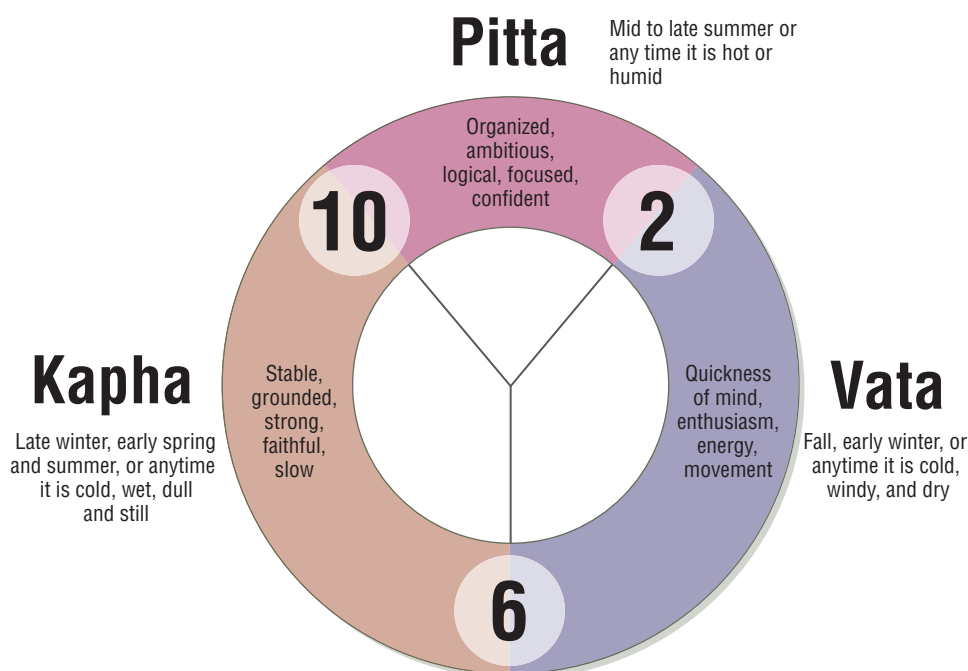 Pitta
Mid to late summer or
any time it is hot or
humid
Organized,
ambitious,
logical, focused,
confident
10
2
Kapha
Late winter, early spring
and summer, or anytime
it is cold, wet, dull
and still
Stable,
grounded,
strong,
faithful,
slow
Quickness
of mind,
enthusiasm,
energy,
movement
Vata
Fall, early winter, or
anytime it is cold,
windy, and dry
6